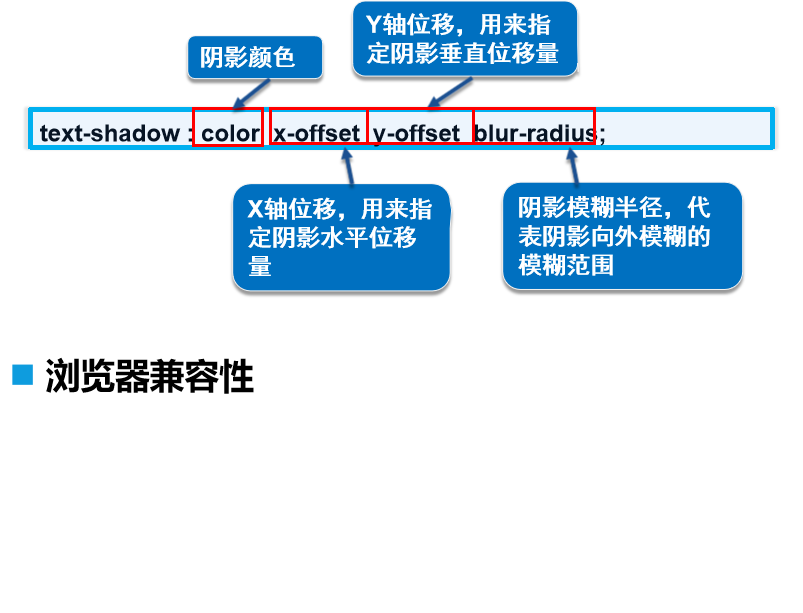 Y轴位移，用来指
定阴影垂直位移量
阴影颜色
text-shadow : color x-offset y-offset blur-radius;
X轴位移，用来指
定阴影水平位移
量
阴影模糊半径，代
表阴影向外模糊的
模糊范围
浏览器兼容性